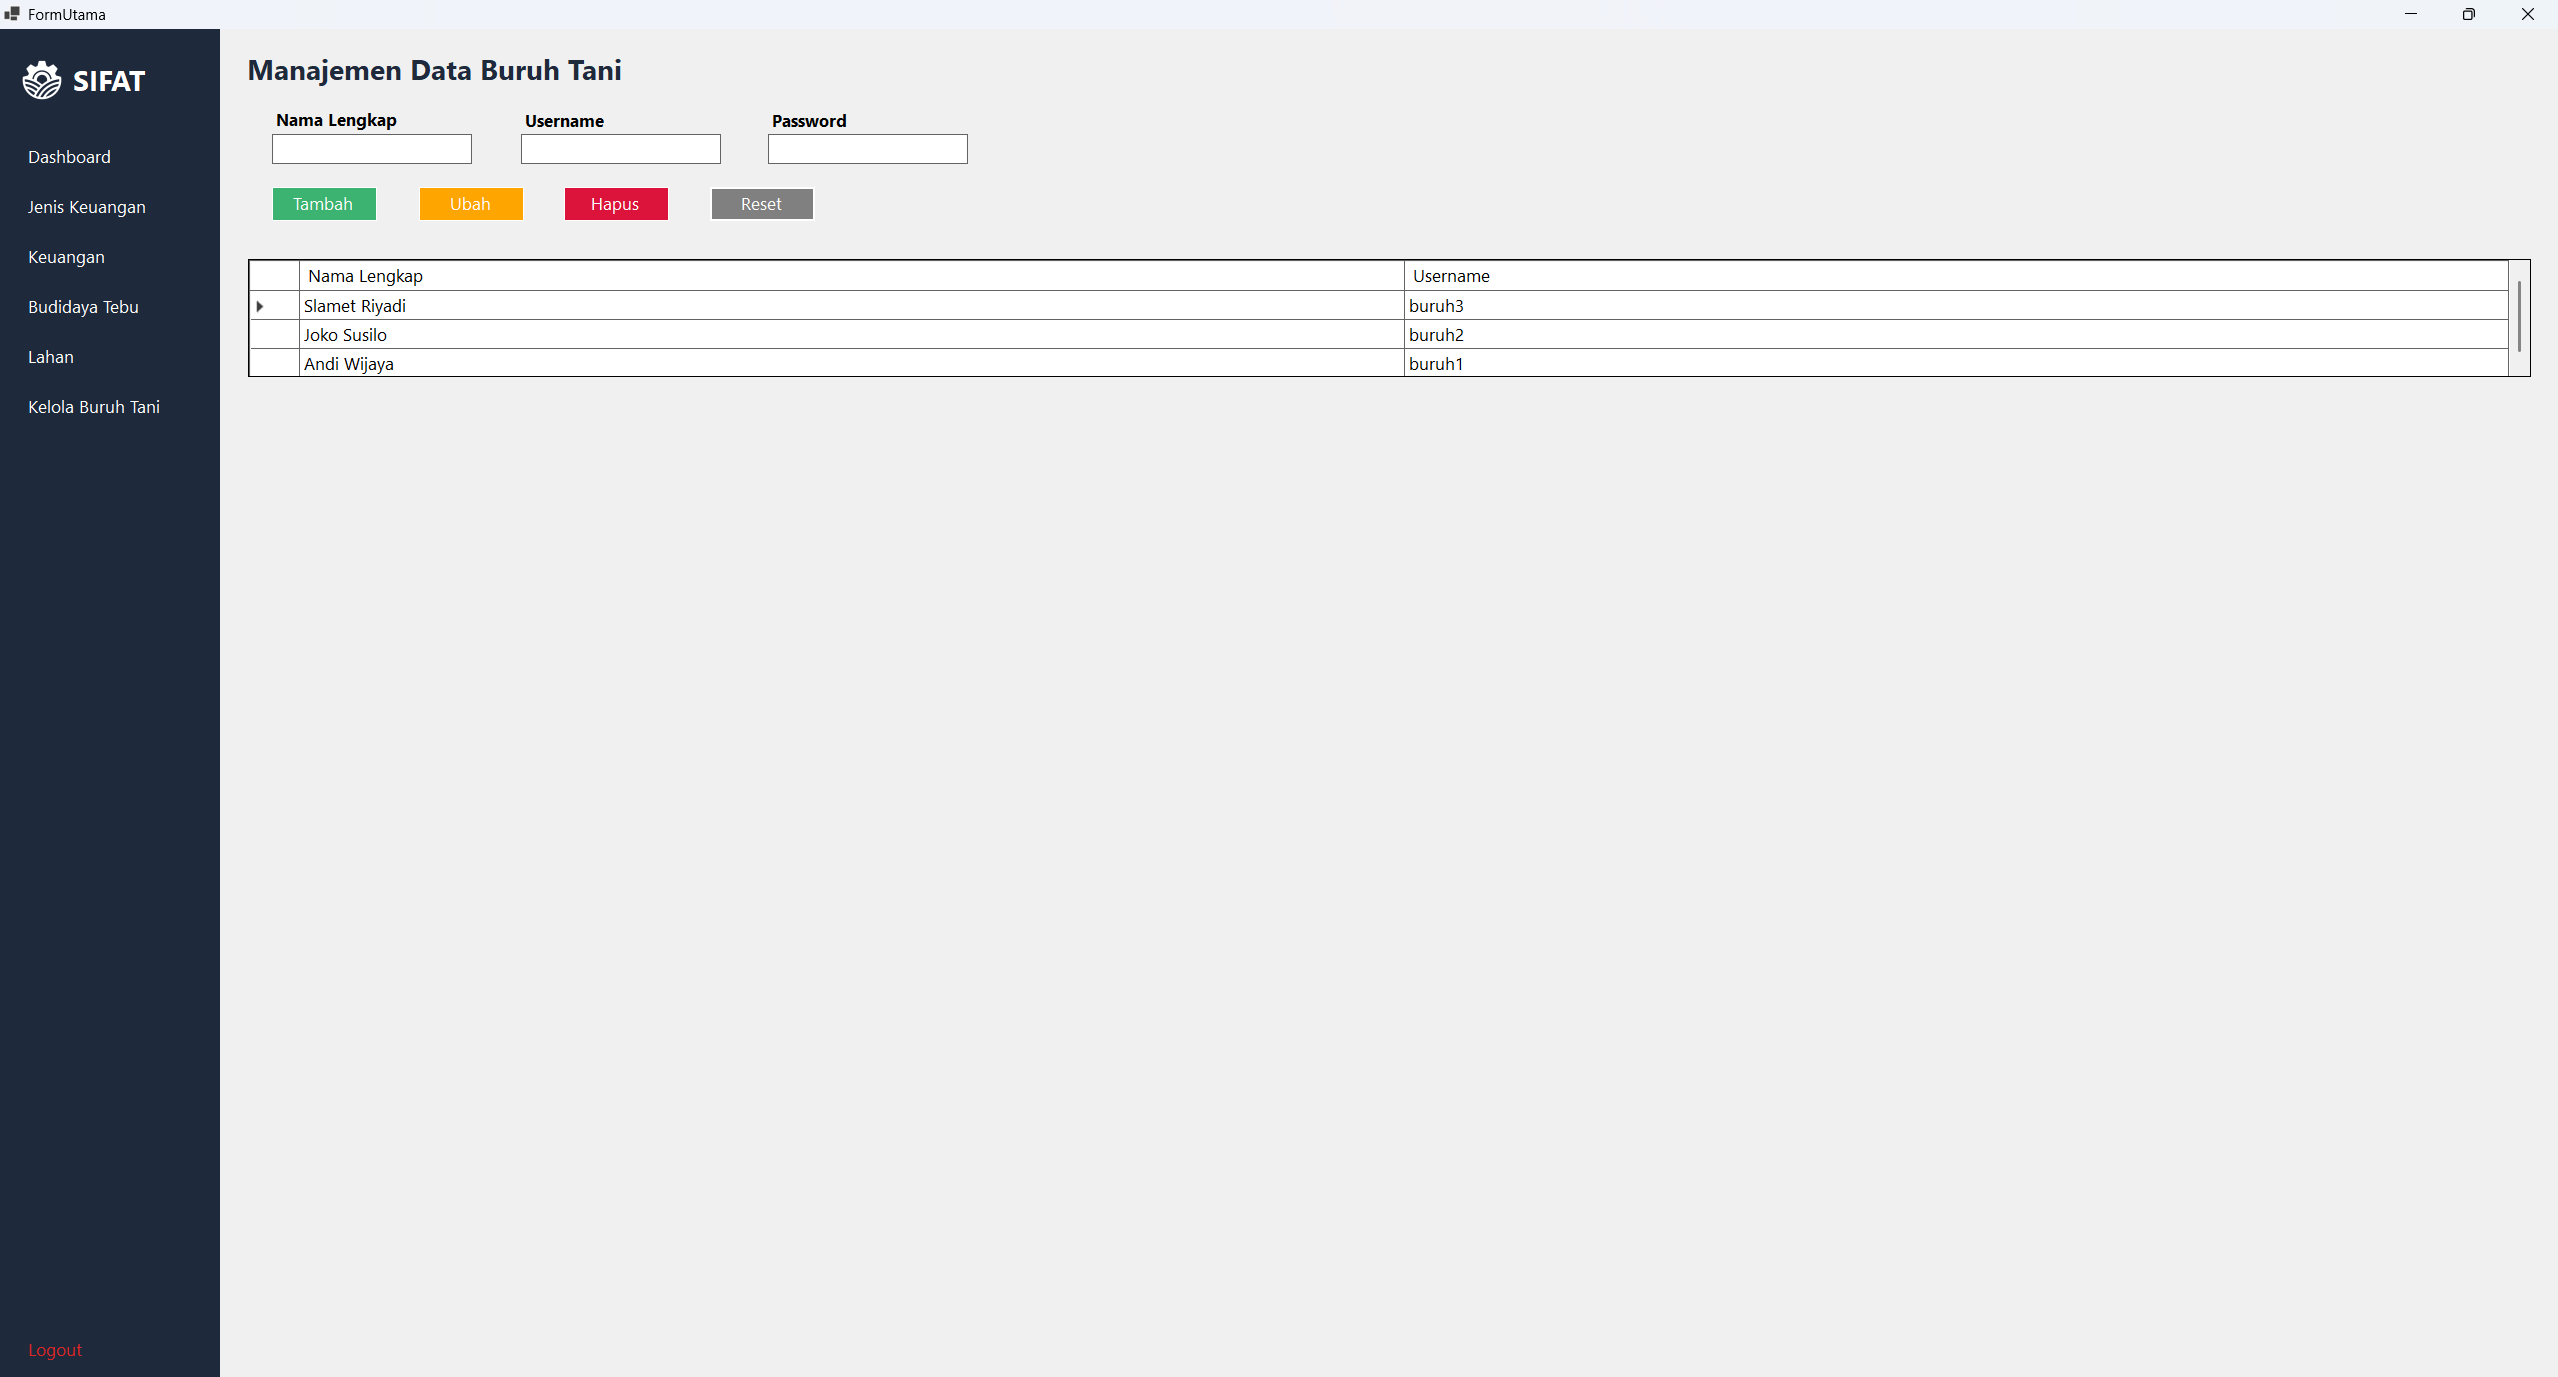 FormUtama
SIFAT
Dashboard
Jenis Keuangan
Keuangan
Budidaya Tebu
Lahan
Kelola Buruh Tani
Logout
Manajemen Data Buruh Tani
Nama Lengkap Username Password
Tambah Ubah Hapus Reset
Nama Lengkap Username
Slamet Riyadi buruh3
Joko Susilo buruh2
Andi Wijaya buruh1